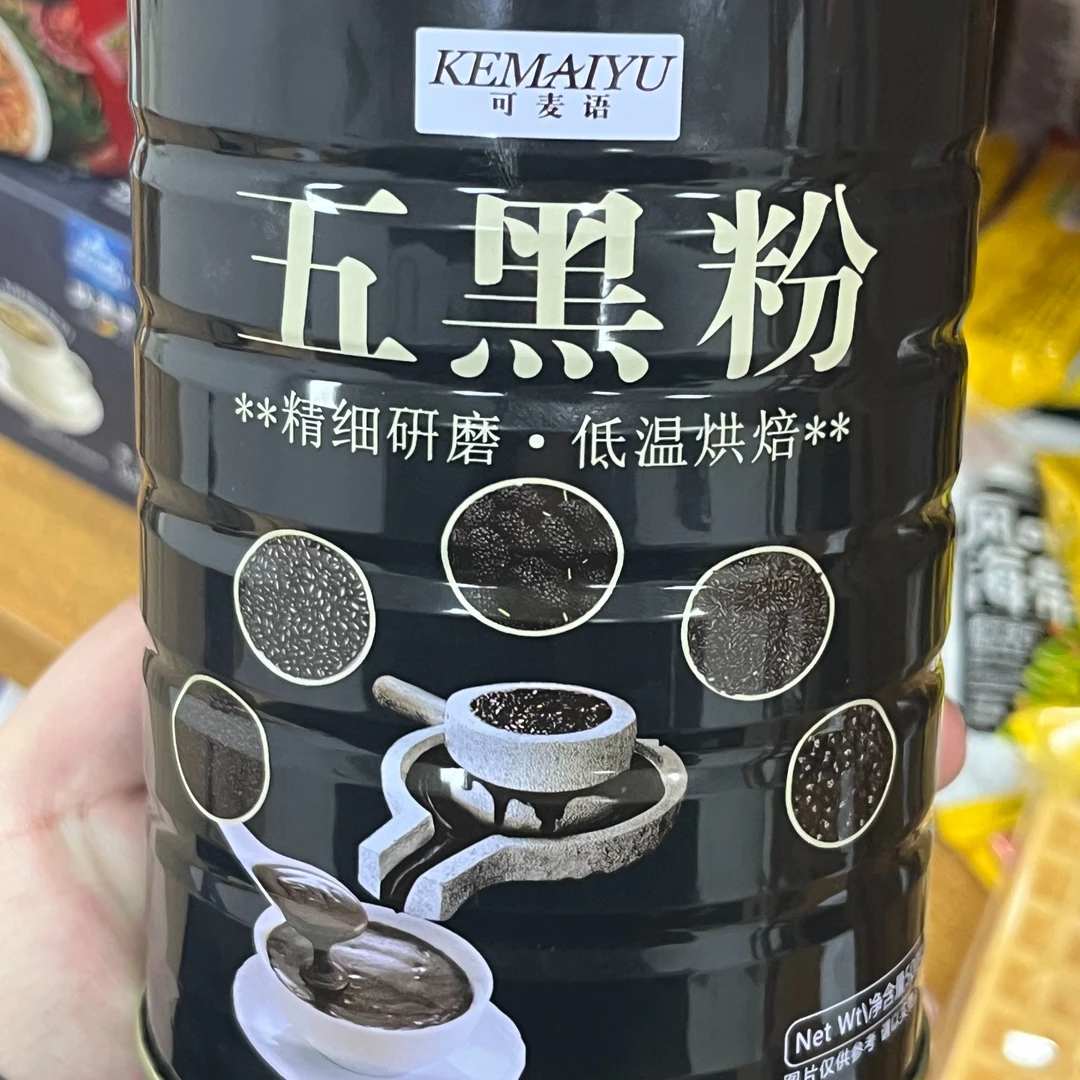 KEMAIYU
可麦语
五黑粉
**精细研磨·低温烘焙**
Net Wt\净含量
图片仅供参考